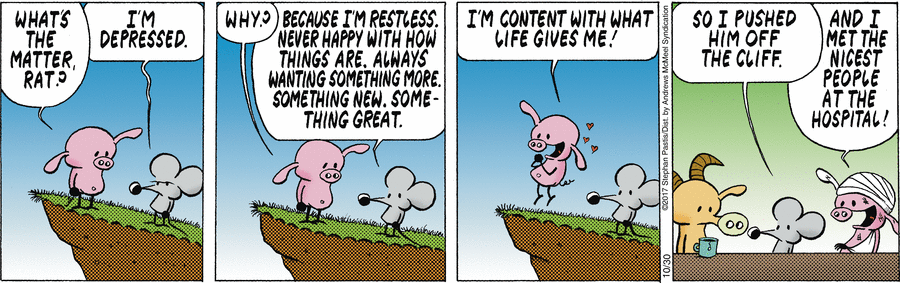 WHAT'S
THE
MATTER,
RAT?
I'M
DEPRESSED.
WHY?
BECAUSE I'M RESTLESS.
NEVER HAPPY WITH HOW
THINGS ARE. ALWAYS
WANTING SOMETHING MORE.
SOMETHING NEW. SOME-
THING GREAT.
I'M CONTENT WITH WHAT
LIFE GIVES ME!
©2017 Stephan Pastis/Dist. by Andrews McMeel Syndication
10/30
SO I PUSHED
HIM OFF
THE CLIFF.
AND I
MET THE
NICEST
PEOPLE
AT THE
HOSPITAL!